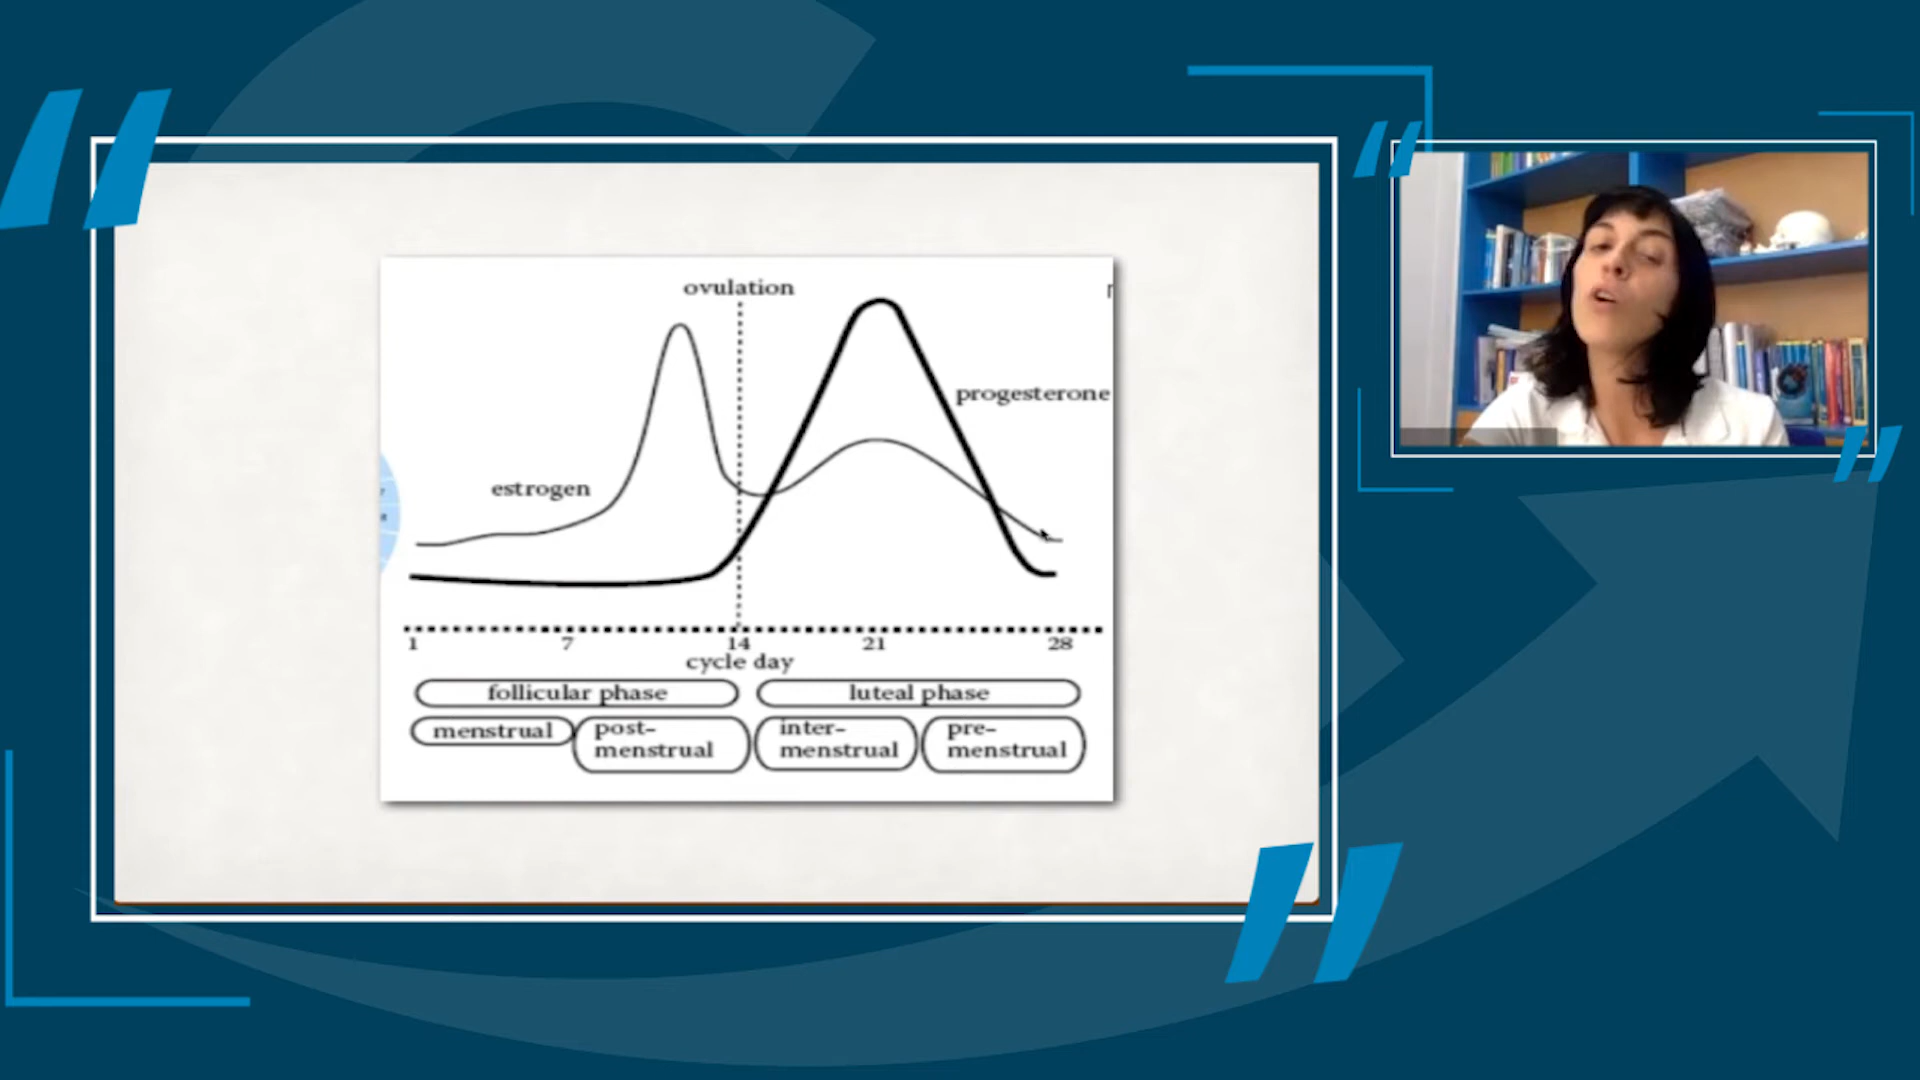 ovulation
progesterone
estrogen
1 7 14 21 28
cycle day
follicular phase luteal phase
menstrual
post-
menstrual
inter-
menstrual
pre-
menstrual